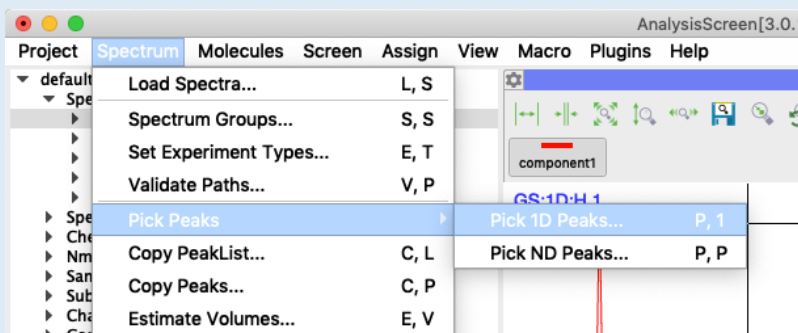 AnalysisScreen[3.0.
Project Spectrum Molecules Screen Assign View Macro Plugins Help
default
Spe
Load Spectra... L, S
Spectrum Groups... S, S
Set Experiment Types... E, T
Validate Paths... V, P
component1
GS:1D:H.1
Spe
Pick Peaks
Pick 1D Peaks... P, 1
Che
Nm
Copy PeakList... C, L
Pick ND Peaks... P, P
San
Sub
Copy Peaks... C, P
Cha
Estimate Volumes... E, V